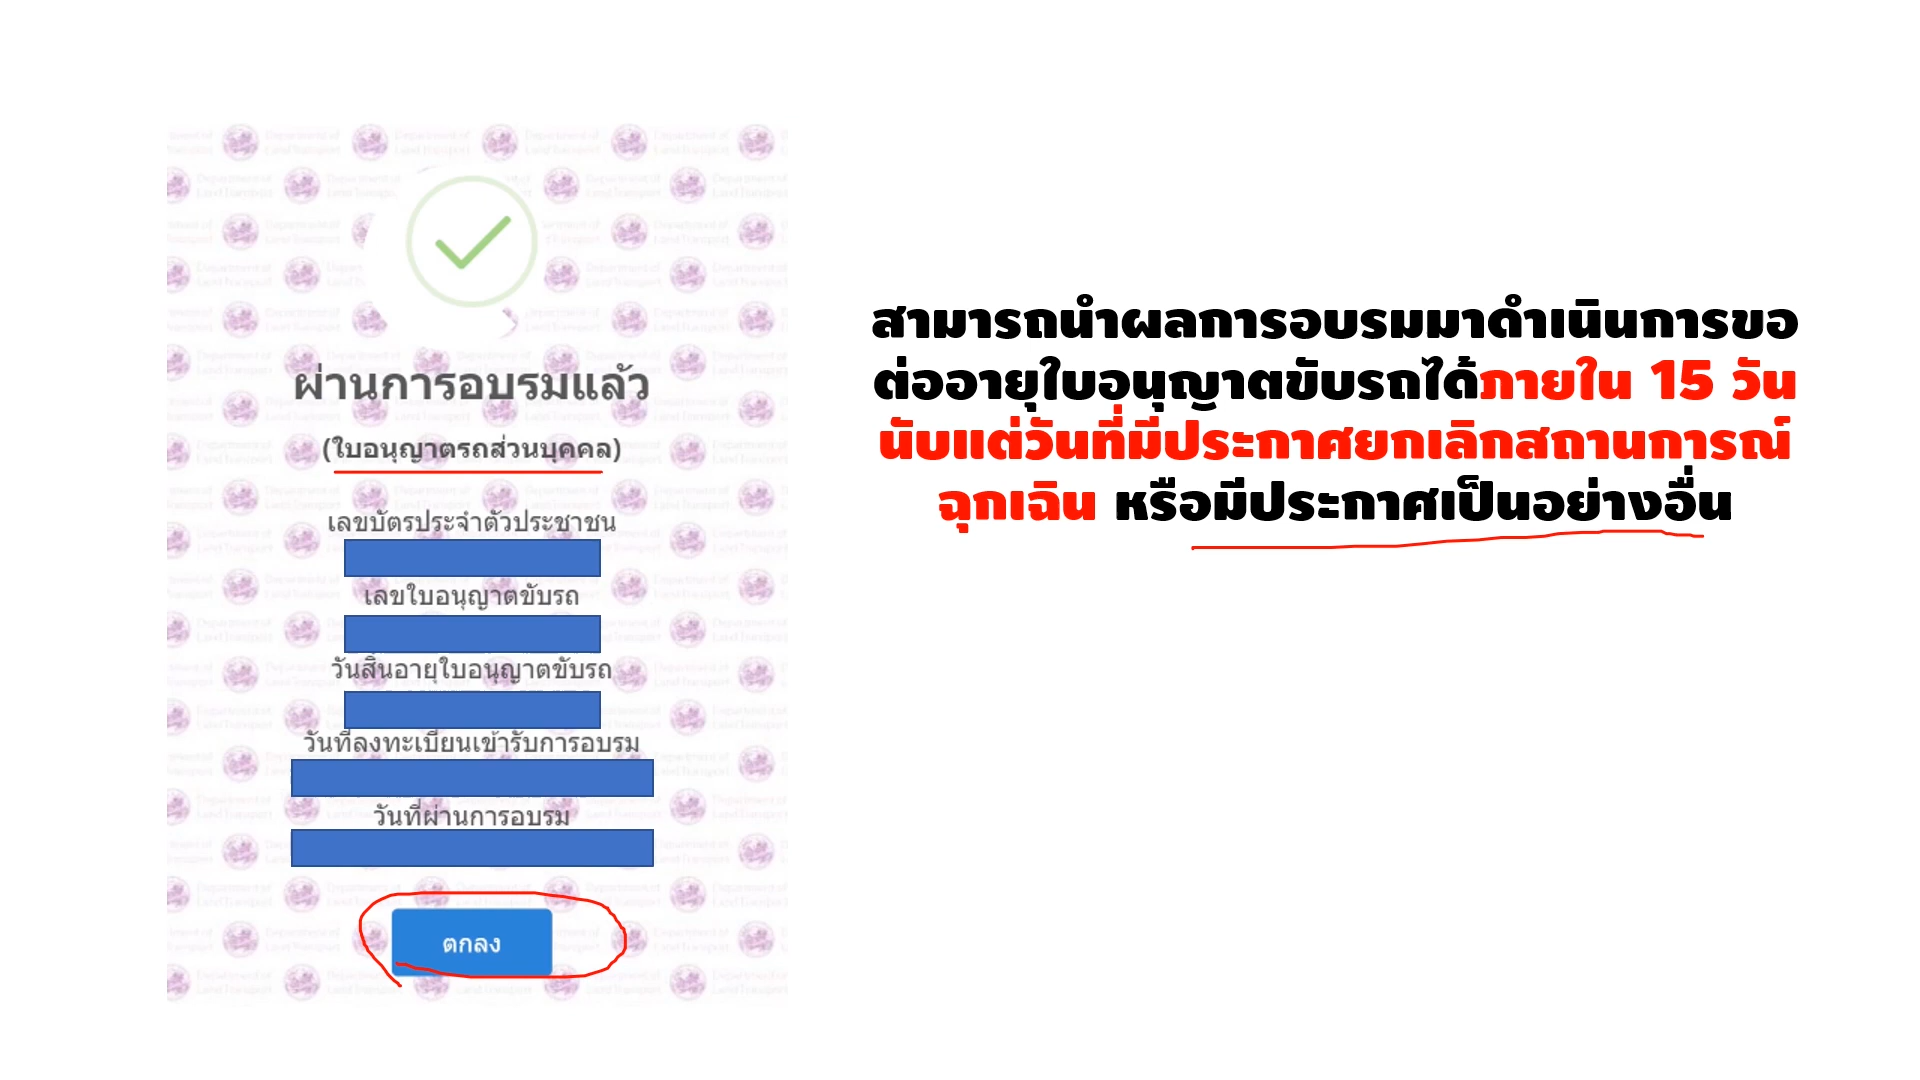 ผ่านการอบรมแล้ว
(ใบอนุญาตรถส่วนบุคคล)
เลขบัตรประจำตัวประชาชน
เลขใบอนุญาตขับรถ
วันสิ้นอายุใบอนุญาตขับรถ
วันที่ลงทะเบียนเข้ารับการอบรม
วันที่ผ่านการอบรม
ตกลง
สามารถนำผลการอบรมมาดำเนินการขอ
ต่ออายุใบอนุญาตขับรถได้ภายใน 15 วัน
นับแต่วันที่มีประกาศยกเลิกสถานการณ์
ฉุกเฉิน หรือมีประกาศเป็นอย่างอื่น